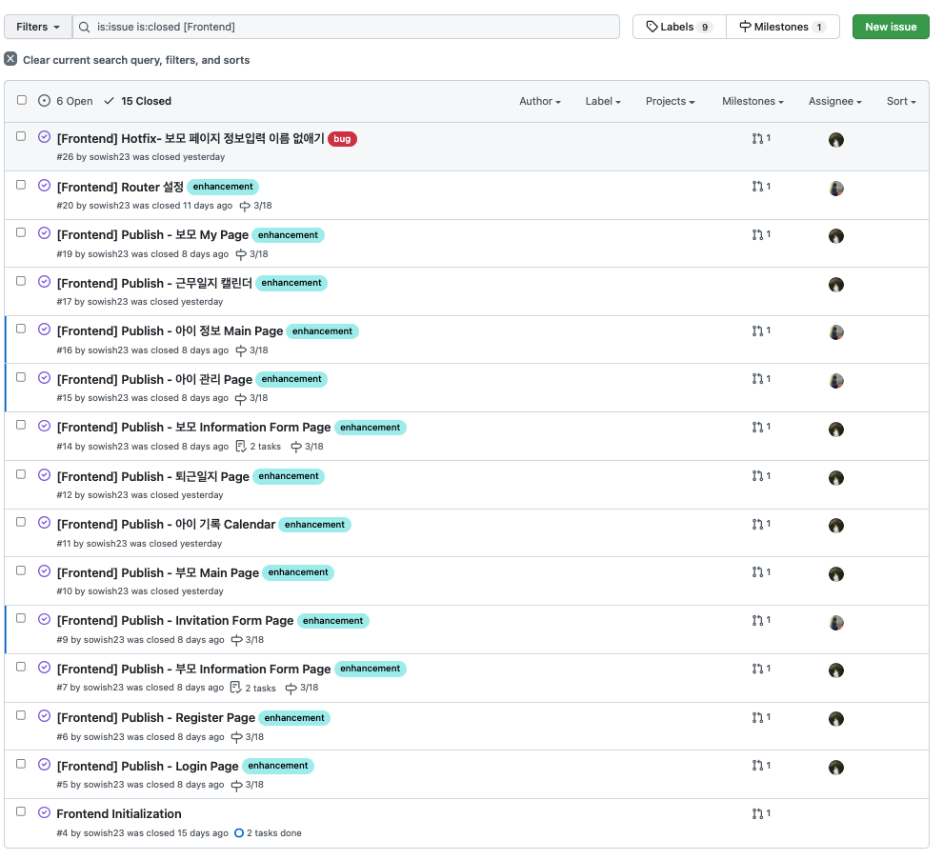 Filters is:issue is:closed [Frontend] Labels 9 Milestones 1 New issue
Clear current search query, filters, and sorts
6 Open 15 Closed Author Label Projects Milestones Assignee Sort
[Frontend] Hotfix- 보모 페이지 정보입력 이름 없애기 bug 1
#26 by sowish23 was closed yesterday
[Frontend] Router 설정 enhancement 1
#20 by sowish23 was closed 11 days ago 3/18
[Frontend] Publish - 보모 My Page enhancement 1
#19 by sowish23 was closed 8 days ago 3/18
[Frontend] Publish - 근무일지 캘린더 enhancement
#17 by sowish23 was closed yesterday
[Frontend] Publish - 아이 정보 Main Page enhancement 1
#16 by sowish23 was closed 8 days ago 3/18
[Frontend] Publish - 아이 관리 Page enhancement 1
#15 by sowish23 was closed 8 days ago 3/18
[Frontend] Publish - 보모 Information Form Page enhancement 1
#14 by sowish23 was closed 8 days ago 2 tasks 3/18
[Frontend] Publish - 퇴근일지 Page enhancement 1
#12 by sowish23 was closed yesterday
[Frontend] Publish - 아이 기록 Calendar enhancement 1
#11 by sowish23 was closed yesterday
[Frontend] Publish - 부모 Main Page enhancement 1
#10 by sowish23 was closed yesterday
[Frontend] Publish - Invitation Form Page enhancement 1
#9 by sowish23 was closed 8 days ago 3/18
[Frontend] Publish - 부모 Information Form Page enhancement 1
#7 by sowish23 was closed 8 days ago 2 tasks 3/18
[Frontend] Publish - Register Page enhancement 1
#6 by sowish23 was closed 8 days ago 3/18
[Frontend] Publish - Login Page enhancement 1
#5 by sowish23 was closed 8 days ago 3/18
Frontend Initialization 1
#4 by sowish23 was closed 15 days ago 2 tasks done